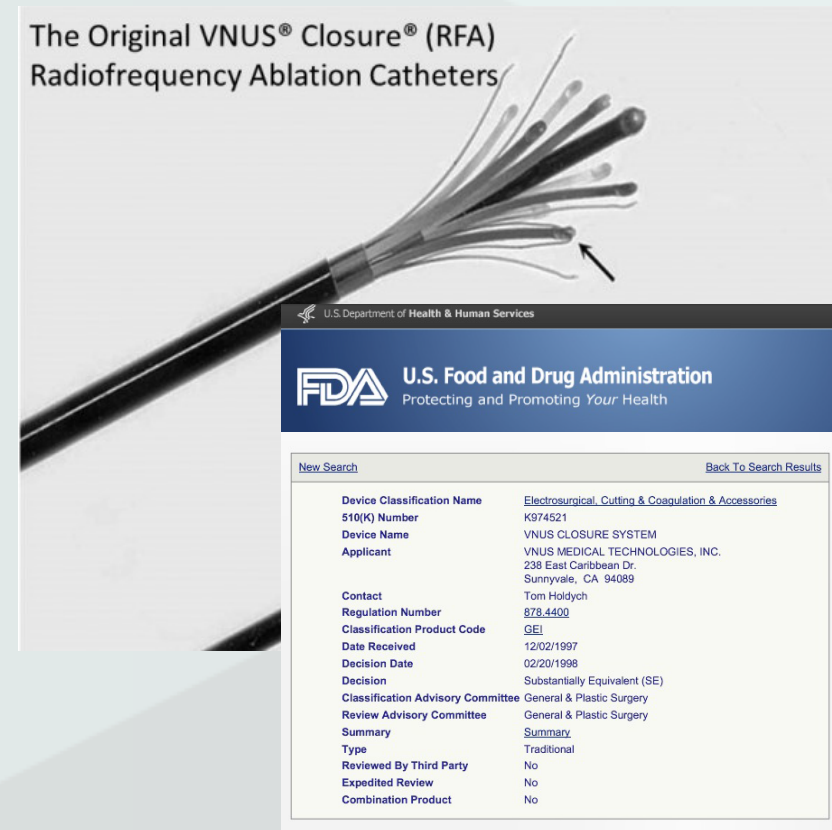 The Original VNUS® Closure® (RFA)
Radiofrequency Ablation Catheters
U.S. Department of Health & Human Services
FDA
U.S. Food and Drug Administration
Protecting and Promoting Your Health
New Search Back To Search Results
Device Classification Name Electrosurgical, Cutting & Coagulation & Accessories
510(K) Number K974521
Device Name VNUS CLOSURE SYSTEM
Applicant VNUS MEDICAL TECHNOLOGIES, INC.
238 East Caribbean Dr.
Sunnyvale, CA 94089
Contact Tom Holdych
Regulation Number 878.4400
Classification Product Code GEI
Date Received 12/02/1997
Decision Date 02/20/1998
Decision Substantially Equivalent (SE)
Classification Advisory Committee General & Plastic Surgery
Review Advisory Committee General & Plastic Surgery
Summary Summary
Type Traditional
Reviewed By Third Party No
Expedited Review No
Combination Product No